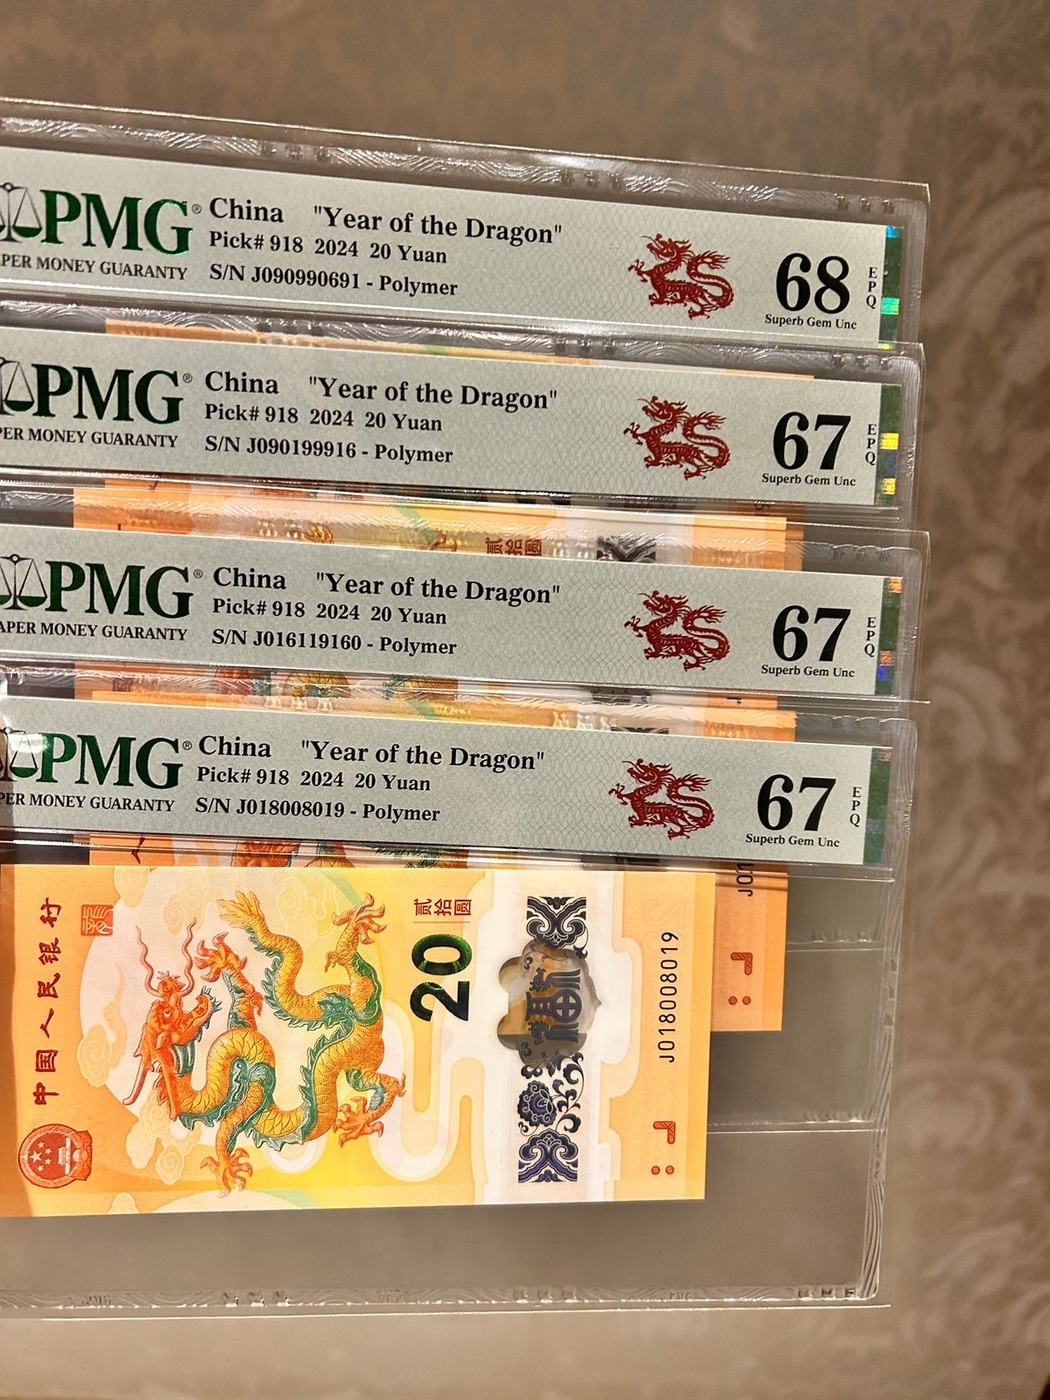 PMG® China "Year of the Dragon"
Pick# 918 2024 20 Yuan
PER MONEY GUARANTY S/N J090990691 - Polymer
68
Superb Gem Unc
EPQ
PMG® China "Year of the Dragon"
Pick# 918 2024 20 Yuan
PER MONEY GUARANTY S/N J090199916 - Polymer
67
Superb Gem Unc
EPQ
贰拾圆
PMG® China "Year of the Dragon"
Pick# 918 2024 20 Yuan
APER MONEY GUARANTY S/N J016119160 - Polymer
67
Superb Gem Unc
EPQ
PMG® China "Year of the Dragon"
Pick# 918 2024 20 Yuan
PER MONEY GUARANTY S/N J018008019 - Polymer
67
Superb Gem Unc
EPQ
J01
中国人民银行
贰拾圆
20
J018008019